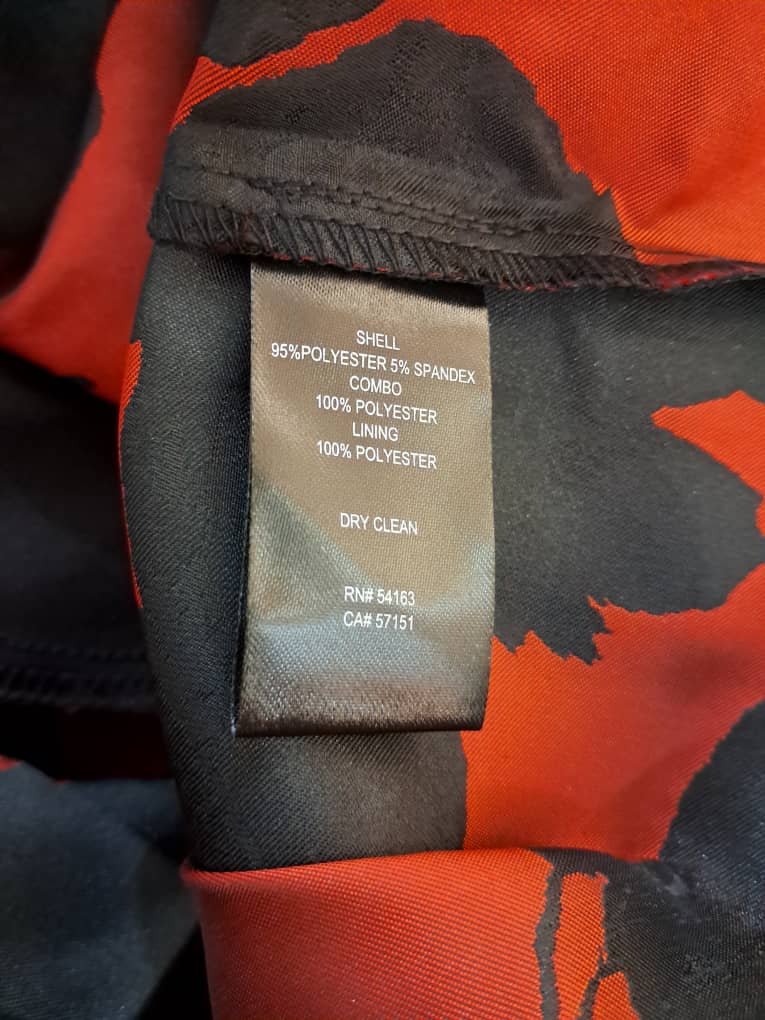 SHELL
95%POLYESTER 5% SPANDEX
COMBO
100% POLYESTER
LINING
100% POLYESTER
DRY CLEAN
RN# 54163
CA# 57151